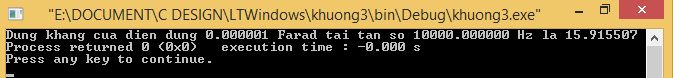 "E:\DOCUMENT\C DESIGN\LTWindows\khuong3\bin\Debug\khuong3.exe"
Dung khang cua dien dung 0.000001 Farad tai tan so 10000.000000 Hz la 15.915507
Process returned 0 (0x0)   execution time : -0.000 s
Press any key to continue.